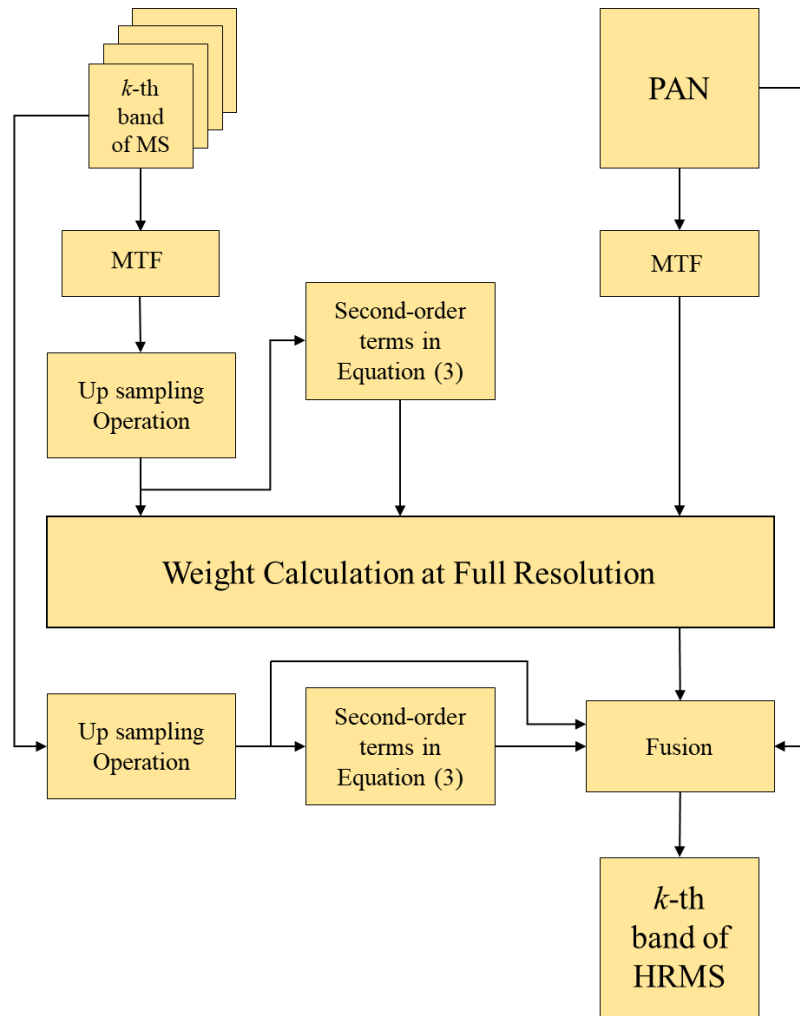 k-th
band
of MS
PAN
MTF
MTF
Second-order
terms in
Equation (3)
Up sampling
Operation
Weight Calculation at Full Resolution
Up sampling
Operation
Second-order
terms in
Equation (3)
Fusion
k-th
band of
HRMS